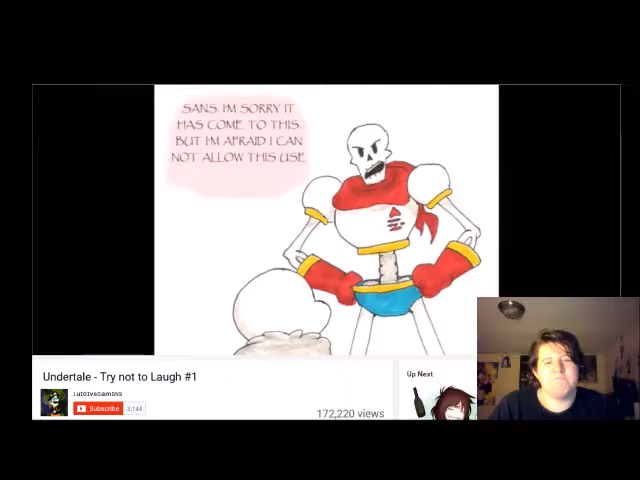 SANS. I'M SORRY IT
HAS COME TO THIS.
BUT I'M AFRAID I CAN
NOT ALLOW THIS USE
Undertale - Try not to Laugh #1
LUIGIVSGAMING
Subscribe 3,144
172,220 views
Up Next